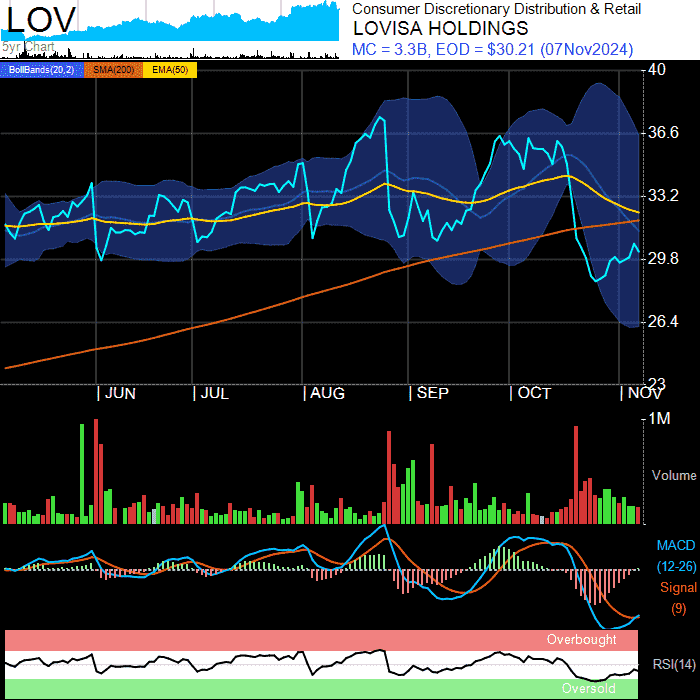 LOV
5yr Chart
Consumer Discretionary Distribution & Retail
LOVISA HOLDINGS
MC = 3.3B, EOD = $30.21 (07Nov2024)
BollBands(20,2) SMA(200) EMA(50)
40
36.6
33.2
29.8
26.4
23
JUN JUL AUG SEP OCT NOV
1M
Volume
MACD
(12-26)
Signal
(9)
Overbought
RSI(14)
Oversold